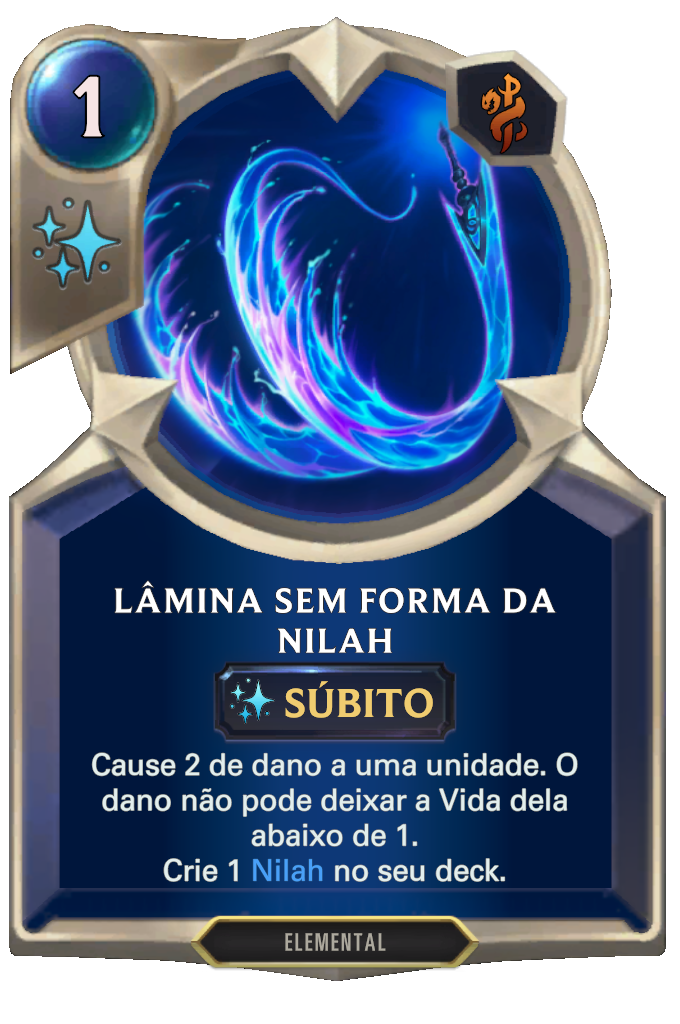 1
LÂMINA SEM FORMA DA
NILAH
SÚBITO
Cause 2 de dano a uma unidade. O
dano não pode deixar a Vida dela
abaixo de 1.
Crie 1 Nilah no seu deck.
ELEMENTAL